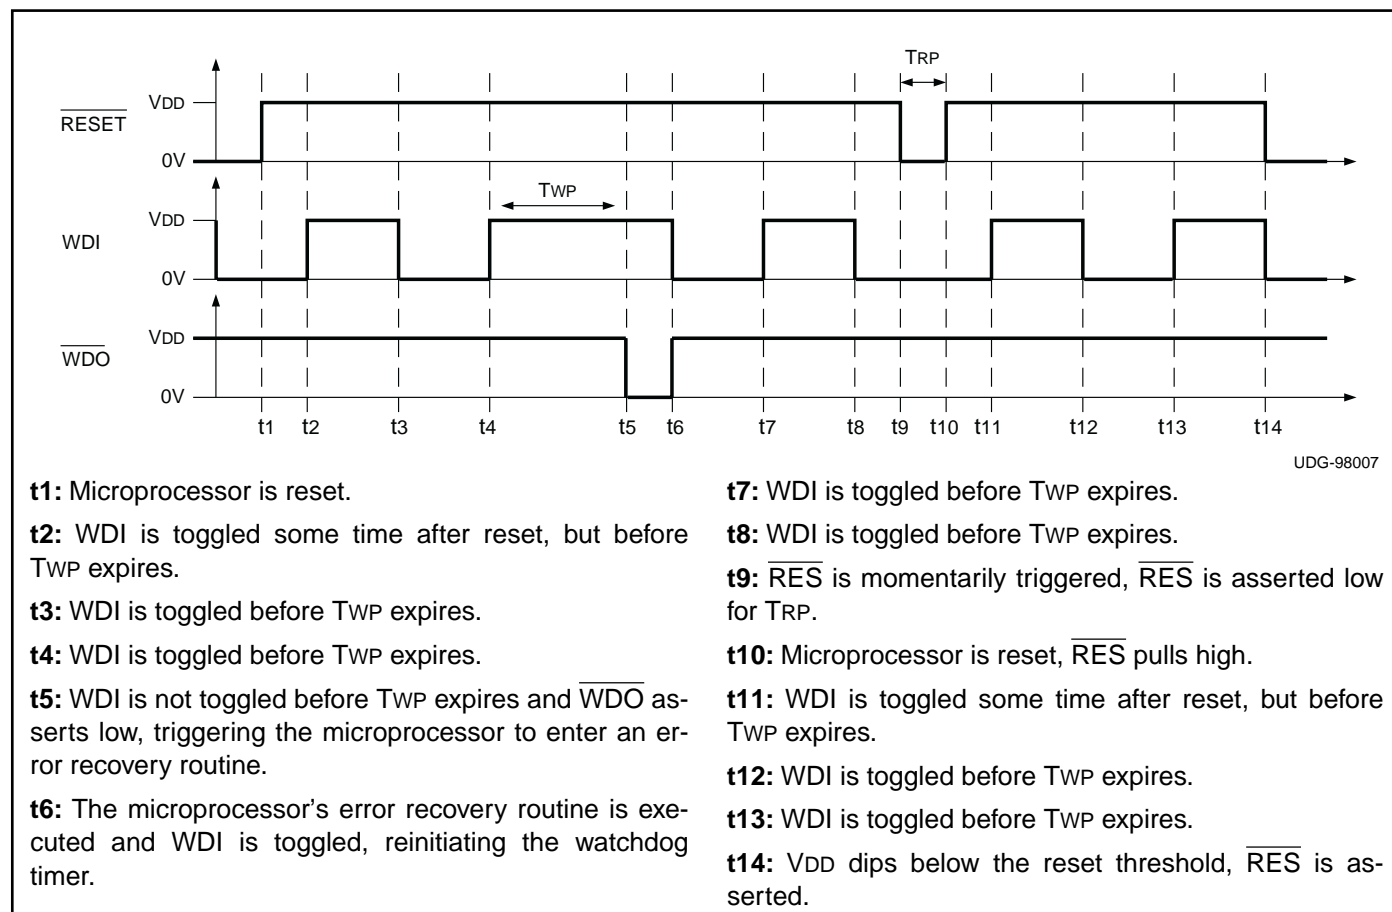 TRP
VDD
RESET
0V
TWP
VDD
WDI
0V
VDD
WDO
0V
t1 t2 t3 t4 t5 t6 t7 t8 t9 t10 t11 t12 t13 t14
UDG-98007
t1: Microprocessor is reset.
t2: WDI is toggled some time after reset, but before
TWP expires.
t3: WDI is toggled before TWP expires.
t4: WDI is toggled before TWP expires.
t5: WDI is not toggled before TWP expires and WDO as-
serts low, triggering the microprocessor to enter an er-
ror recovery routine.
t6: The microprocessor's error recovery routine is exe-
cuted and WDI is toggled, reinitiating the watchdog
timer.
t7: WDI is toggled before TWP expires.
t8: WDI is toggled before TWP expires.
t9: RES is momentarily triggered, RES is asserted low
for TRP.
t10: Microprocessor is reset, RES pulls high.
t11: WDI is toggled some time after reset, but before
TWP expires.
t12: WDI is toggled before TWP expires.
t13: WDI is toggled before TWP expires.
t14: VDD dips below the reset threshold, RES is as-
serted.